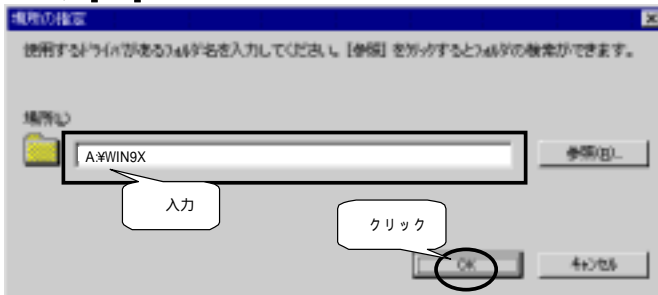 場所の指定
使用するドライバがあるフォルダ名を入力してください。[参照] をクリックするとフォルダの検索ができます。
場所(L)
A:¥WIN9X
参照(R)...
入力
クリック
OK
キャンセル